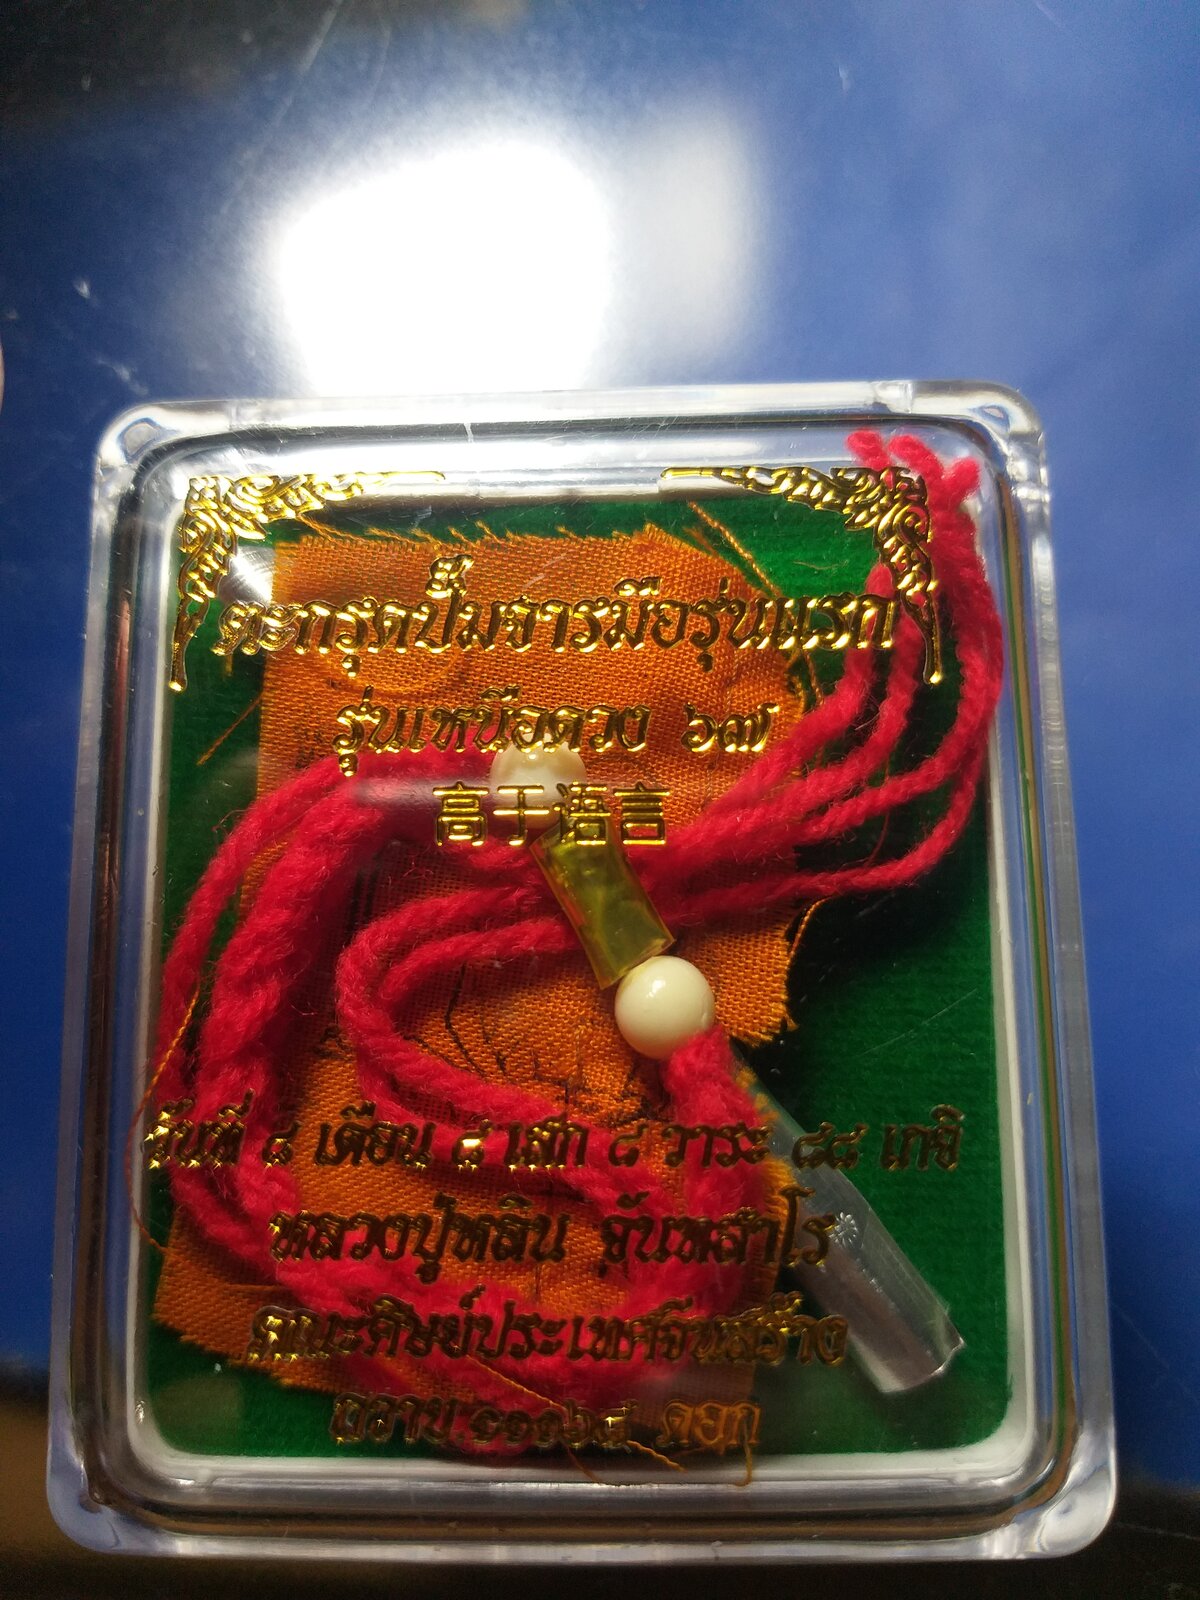 ตะกรุดปั๊มจารมือรุ่นแรก
รุ่นเหนือดวง ๖๗
高于语言
วันที่ ๘ เดือน ๘ เสก ๘ วาระ ๘๘ เกจิ
หลวงปู่หลิน จันทสาโร
คณะศิษย์ประเทศจีนสร้าง
ดอก